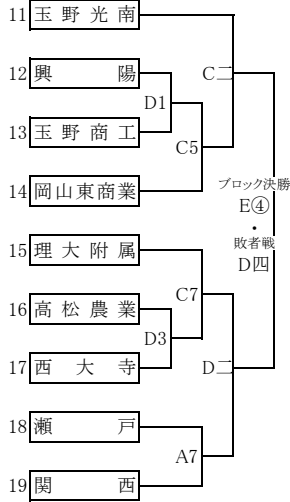 11 玉野光南
C二
12 興陽
D1
13 玉野商工
C5
14 岡山東商業
ブロック決勝
E④
・
敗者戦
D四
15 理大附属
C7
16 高松農業
D3
17 西大寺
D二
18 瀬戸
A7
19 関西